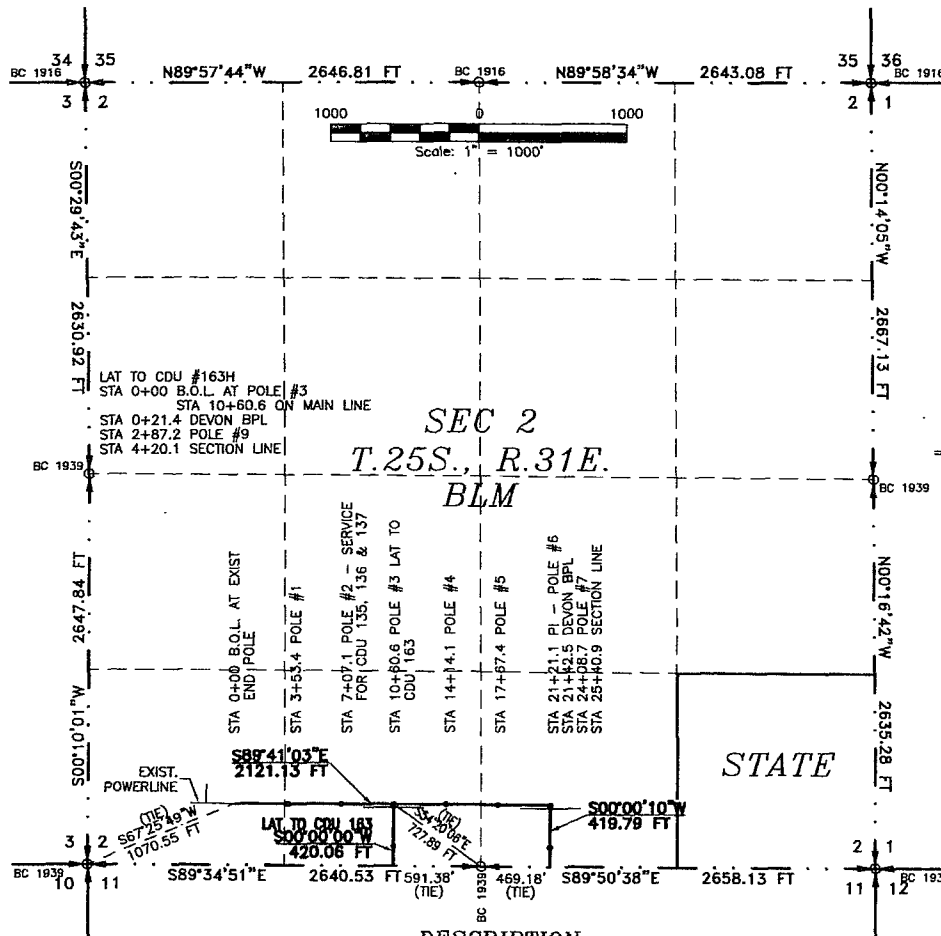 34 35
35 36
BC 1916
N89°57'44"W 2646.81 FT
BC 1916
N89°58'34"W 2643.08 FT
BC 1916
3 2
2 1
1000 0 1000
Scale: 1" = 1000'
S00°29'43"E 2630.92 FT
N00°14'05"W 2667.13 FT
LAT TO CDU #163H
STA 0+00 B.O.L. AT POLE #3
STA 10+60.6 ON MAIN LINE
STA 0+21.4 DEVON BPL
STA 2+87.2 POLE #9
STA 4+20.1 SECTION LINE
SEC 2
T.25S., R.31E.
BLM
BC 1939
BC 1939
S00°10'01"W 2647.84 FT
N00°16'42"W 2635.28 FT
STA 0+00 B.O.L. AT EXIST
END POLE
STA 3+53.4 POLE #1
STA 7+07.1 POLE #2 - SERVICE
FOR CDU 135, 136 & 137
STA 10+60.6 POLE #3 LAT TO
CDU 163
STA 14+14.1 POLE #4
STA 17+67.4 POLE #5
STA 21+21.1 PI - POLE #6
STA 21+42.5 DEVON BPL
STA 24+08.7 POLE #7
STA 25+40.9 SECTION LINE
STATE
S89°41'03"E
2121.13 FT
EXIST.
POWERLINE
(TIE)
S67°25'49"W
1070.55 FT
LAT TO CDU 163
S00°00'00"W
420.06 FT
(TIE)
S34°20'06"E
727.89 FT
S00°00'10"W
419.79 FT
3 2
2 1
BC 1939
S89°34'51"E 2640.53 FT
591.38'
(TIE)
BC 1939
469.18'
(TIE)
S89°50'38"E 2658.13 FT
BC 193
10 11
11 12
DESCRIPTION